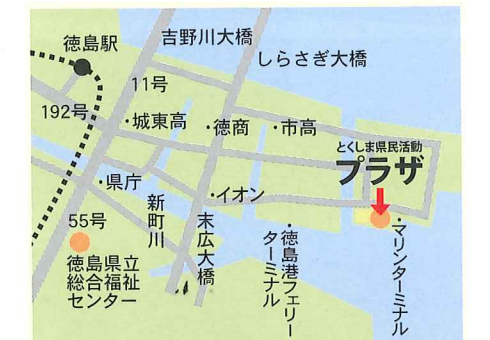 徳島駅
吉野川大橋
しらさぎ大橋
11号
192号
・城東高
・徳商
・市高
とくしま県民活動
プラザ
・県庁
・イオン
新町川
末広大橋
・徳島港フェリー
ターミナル
・マリンターミナル
55号
徳島県立
総合福祉
センター